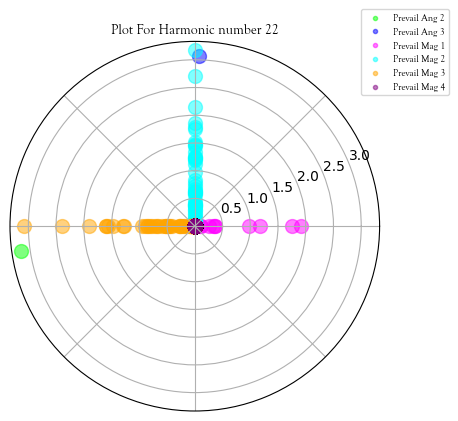 Plot For Harmonic number 22
Prevail Ang 2
Prevail Ang 3
Prevail Mag 1
Prevail Mag 2
Prevail Mag 3
Prevail Mag 4
3.0
2.5
2.0
1.5
1.0
0.5